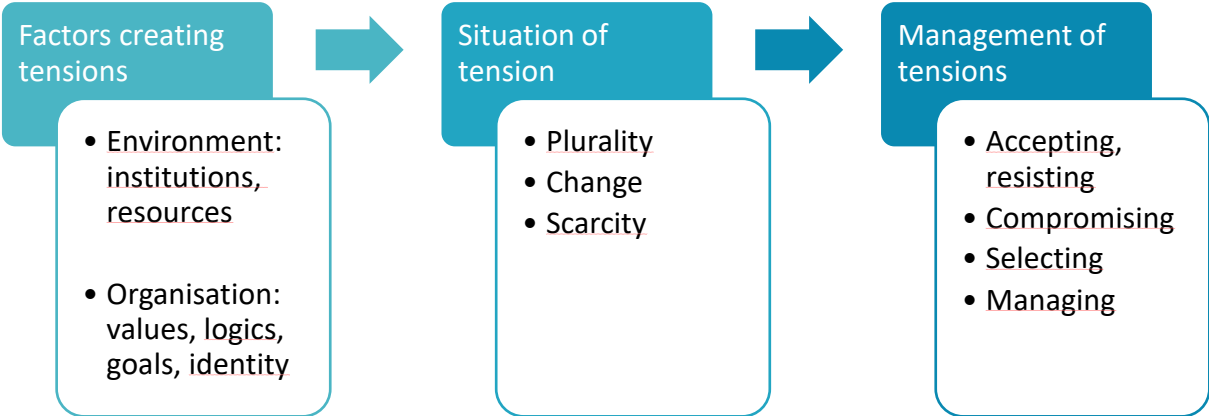 Factors creating
tensions
• Environment:
institutions,
resources
• Organisation:
values, logics,
goals, identity
Situation of
tension
• Plurality
• Change
• Scarcity
Management of
tensions
• Accepting,
resisting
• Compromising
• Selecting
• Managing